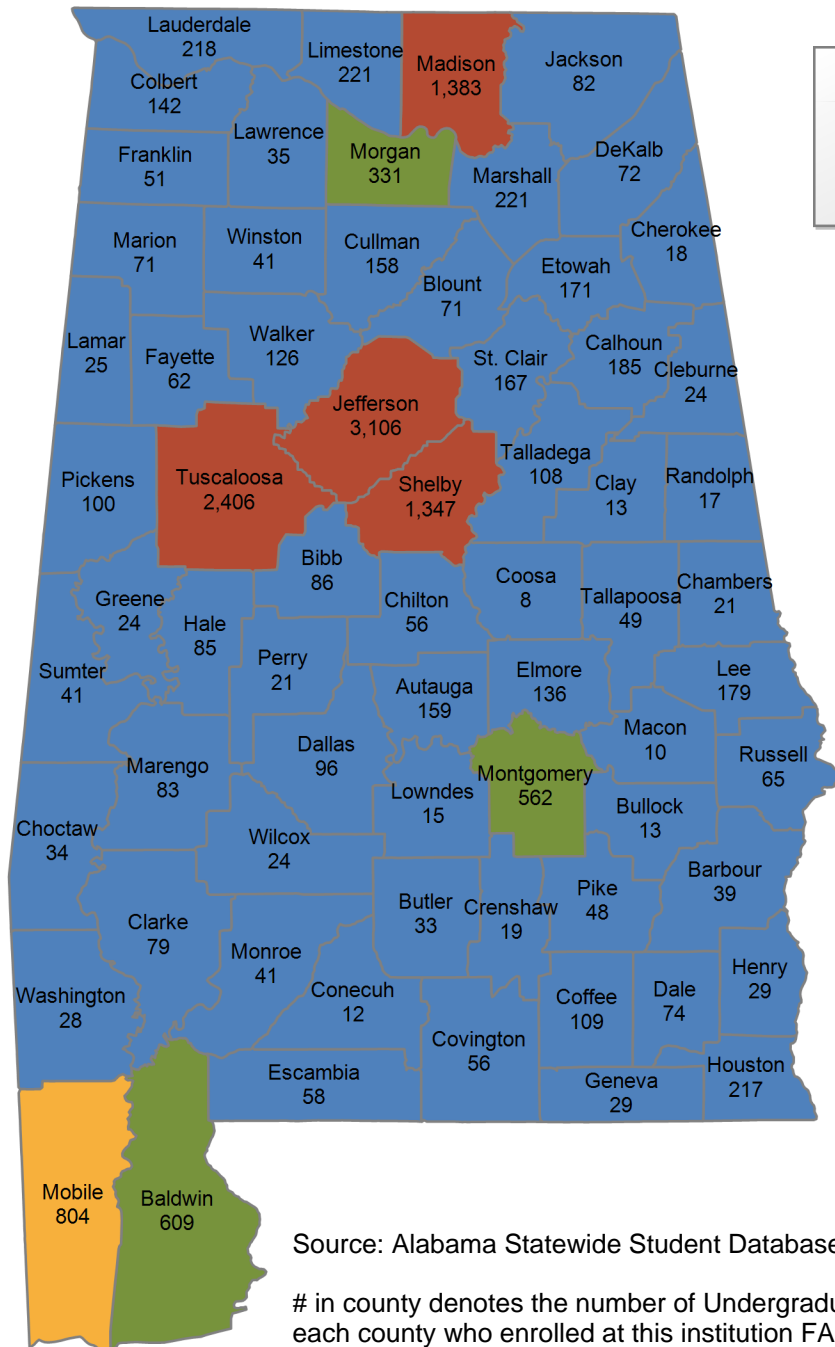 Lauderdale
218
Limestone
221
Madison
1,383
Jackson
82
Colbert
142
Lawrence
35
Franklin
51
Morgan
331
Marshall
221
DeKalb
72
Marion
71
Winston
41
Cullman
158
Blount
71
Etowah
171
Cherokee
18
Lamar
25
Fayette
62
Walker
126
Jefferson
3,106
St. Clair
167
Calhoun
185
Cleburne
24
Pickens
100
Tuscaloosa
2,406
Shelby
1,347
Talladega
108
Clay
13
Randolph
17
Bibb
86
Greene
24
Hale
85
Chilton
56
Coosa
8
Tallapoosa
49
Chambers
21
Sumter
41
Perry
21
Autauga
159
Elmore
136
Lee
179
Marengo
83
Dallas
96
Lowndes
15
Montgomery
562
Macon
10
Russell
65
Bullock
13
Choctaw
34
Wilcox
24
Butler
33
Crenshaw
19
Pike
48
Barbour
39
Clarke
79
Monroe
41
Conecuh
12
Washington
28
Covington
56
Coffee
109
Dale
74
Henry
29
Escambia
58
Geneva
29
Houston
217
Mobile
804
Baldwin
609
Source: Alabama Statewide Student Database
# in county denotes the number of Undergradu
each county who enrolled at this institution FA